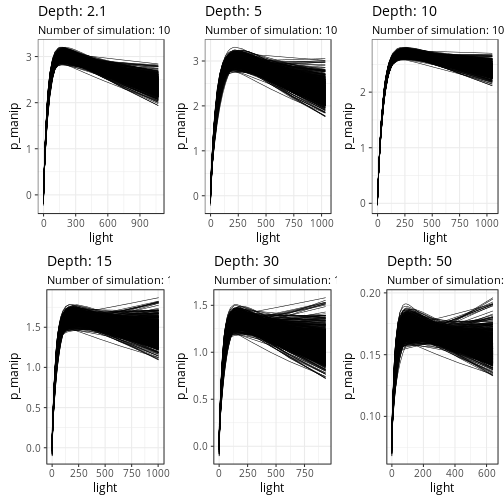 Depth: 2.1
Number of simulation: 10
3
2
1
0
p_manip
0 300 600 900
light
Depth: 5
Number of simulation: 10
3
2
1
0
p_manip
0 250 500 750 1000
light
Depth: 10
Number of simulation: 10
2
1
0
p_manip
0 250 500 750 1000
light
Depth: 15
Number of simulation:
1.5
1.0
0.5
0.0
p_manip
0 250 500 750 1000
light
Depth: 30
Number of simulation:
1.5
1.0
0.5
0.0
p_manip
0 250 500 750
light
Depth: 50
Number of simulation:
0.20
0.15
0.10
p_manip
0 200 400 600
light